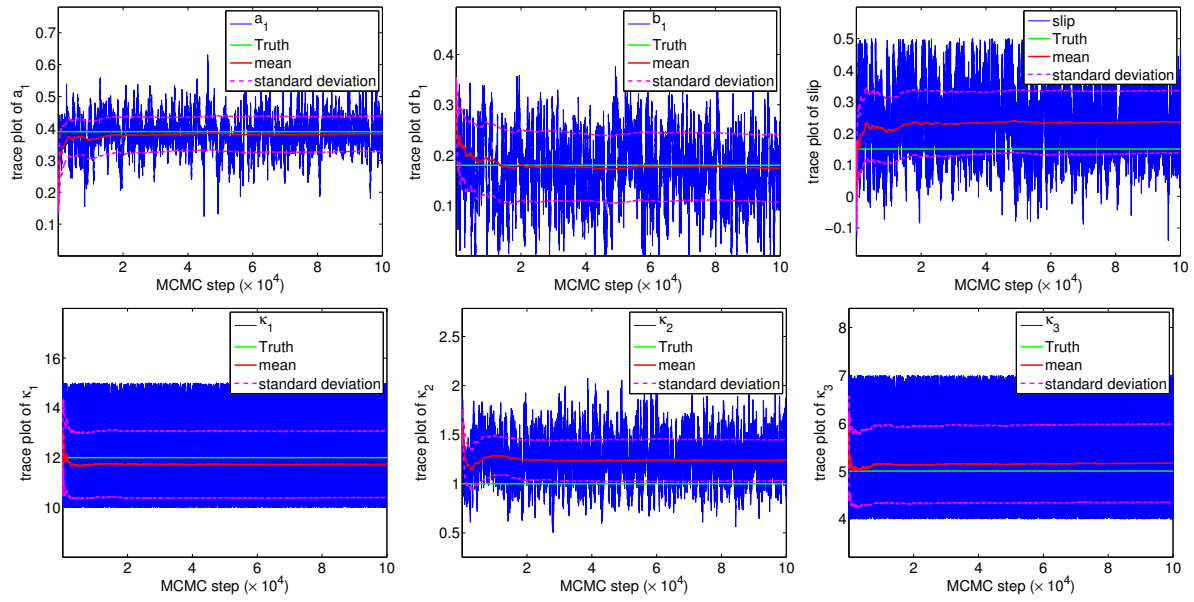 a1
Truth
mean
standard deviation
0.7
0.6
0.5
0.4
0.3
0.2
0.1
trace plot of a1
2 4 6 8 10
MCMC step (× 10^4)
b1
Truth
mean
standard deviation
0.4
0.3
0.2
0.1
trace plot of b1
2 4 6 8 10
MCMC step (× 10^4)
slip
Truth
mean
standard deviation
0.6
0.5
0.4
0.3
0.2
0.1
0
−0.1
trace plot of slip
2 4 6 8 10
MCMC step (× 10^4)
κ1
Truth
mean
standard deviation
16
14
12
10
trace plot of κ1
2 4 6 8 10
MCMC step (× 10^4)
κ2
Truth
mean
standard deviation
2.5
2
1.5
1
0.5
trace plot of κ2
2 4 6 8 10
MCMC step (× 10^4)
κ3
Truth
mean
standard deviation
8
7
6
5
4
trace plot of κ3
2 4 6 8 10
MCMC step (× 10^4)